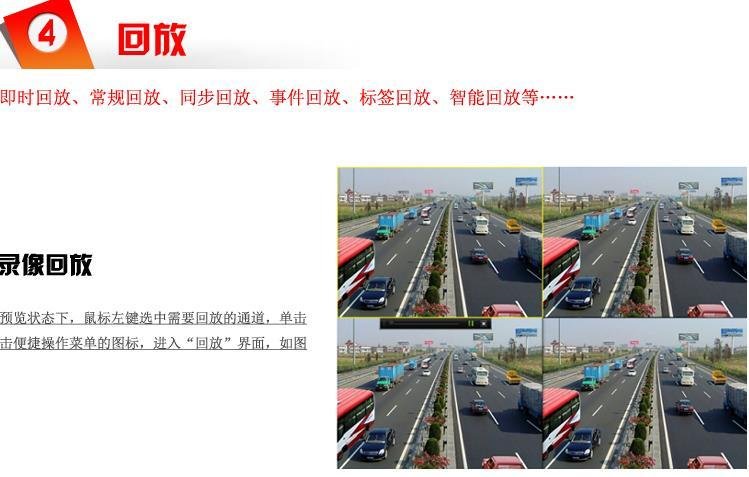 4 回放
即时回放、常规回放、同步回放、事件回放、标签回放、智能回放等……
录像回放
预览状态下，鼠标左键选中需要回放的通道，单击
击便捷操作菜单的图标，进入“回放”界面，如图